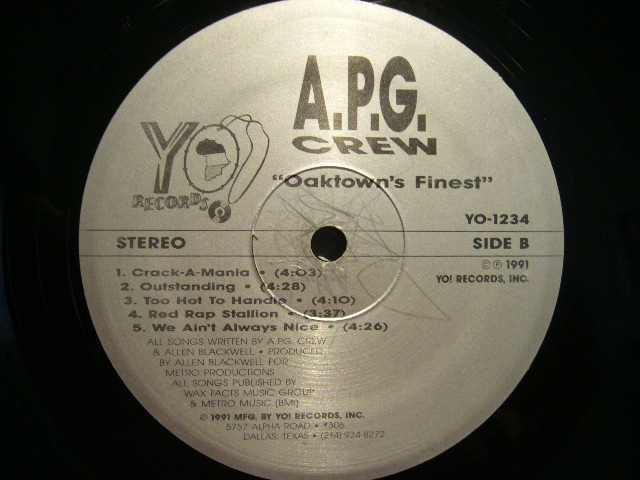 A.P.G.
CREW
YO!
RECORDS
"Oaktown's Finest"
YO-1234
STEREO
SIDE B
© ℗ 1991
YO! RECORDS, INC.
1. Crack-A-Mania • (4:03)
2. Outstanding • (4:28)
3. Too Hot To Handle • (4:10)
4. Red Rap Stallion • (3:37)
5. We Ain't Always Nice • (4:26)
ALL SONGS WRITTEN BY A.P.G. CREW
& ALLEN BLACKWELL • PRODUCED
BY ALLEN BLACKWELL FOR
METRO PRODUCTIONS
ALL SONGS PUBLISHED BY
WAX FACTS MUSIC GROUP
& METRO MUSIC (BMI)
© 1991 MFG. BY YO! RECORDS, INC.
5757 ALPHA ROAD • #306
DALLAS, TEXAS • (214) 934-8272